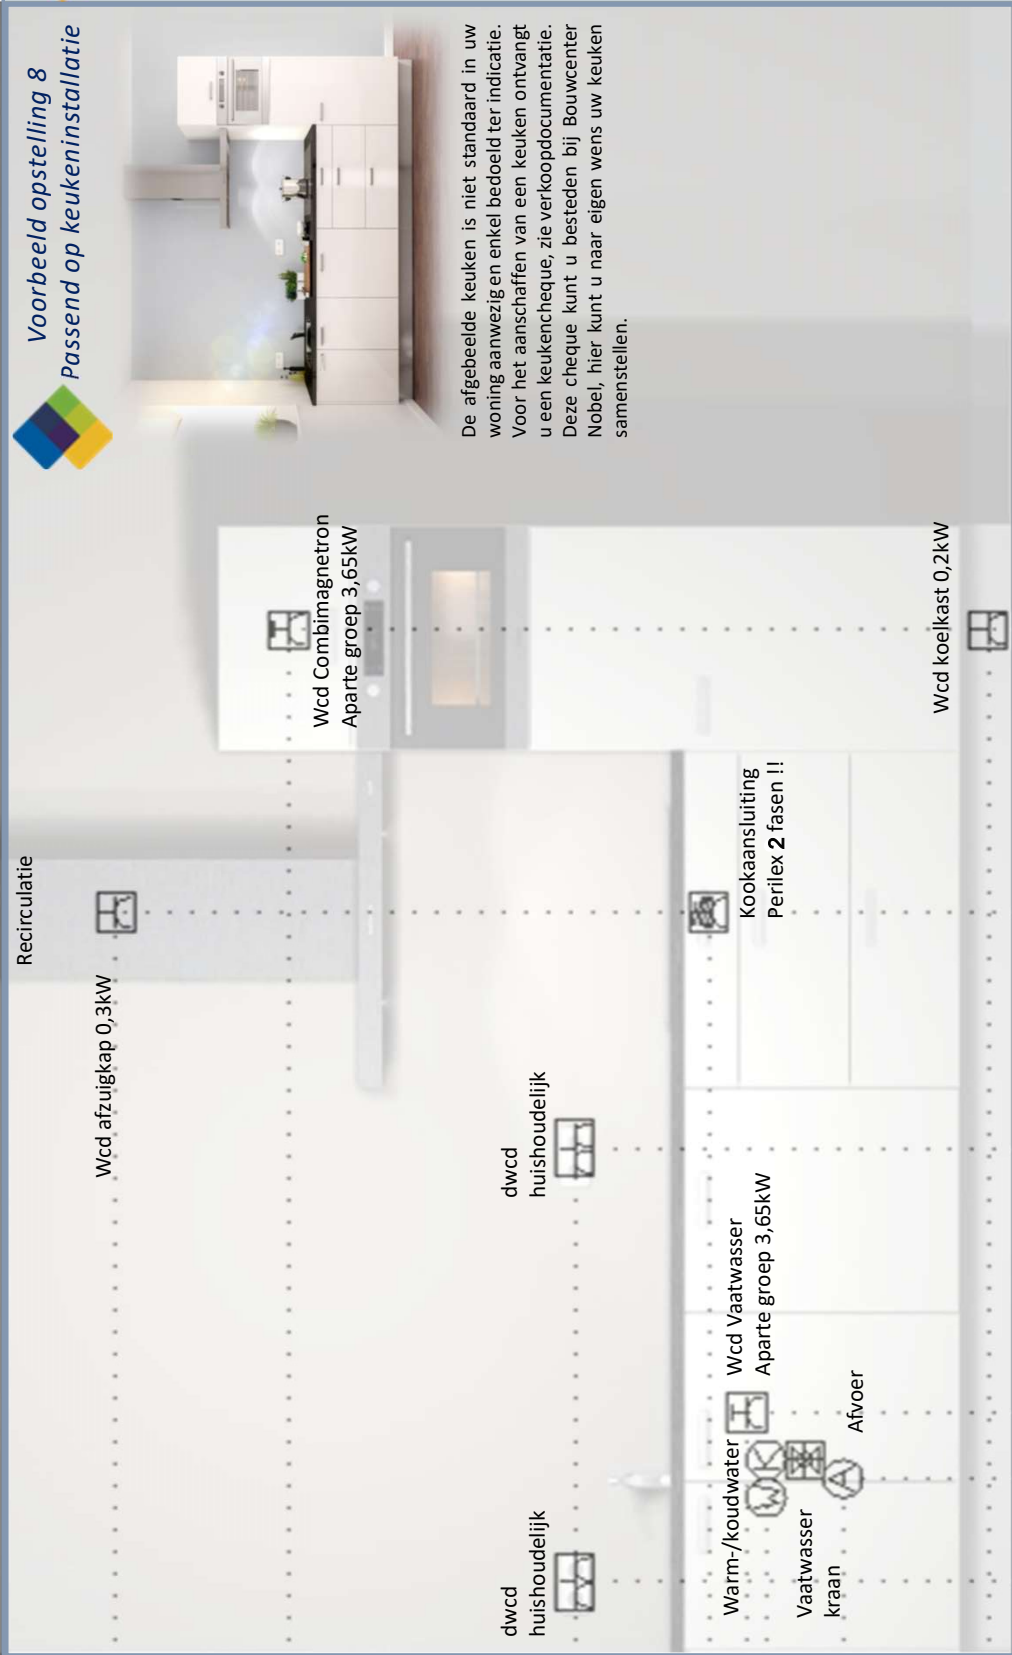 Voorbeeld opstelling 8
Passend op keukeninstallatie
De afgebeelde keuken is niet standaard in uw
woning aanwezig en enkel bedoeld ter indicatie.
Voor het aanschaffen van een keuken ontvangt
u een keukencheque, zie verkoopdocumentatie.
Deze cheque kunt u besteden bij Bouwcenter
Nobel, hier kunt u naar eigen wens uw keuken
samenstellen.
Recirculatie
Wcd afzuigkap 0,3kW
Wcd Combimagnetron
Aparte groep 3,65kW
dwcd
huishoudelijk
dwcd
huishoudelijk
Kookaansluiting
Perilex 2 fasen !!
Wcd Vaatwasser
Aparte groep 3,65kW
Warm-/koudwater
W K
Vaatwasser
kraan
A
Afvoer
Wcd koelkast 0,2kW